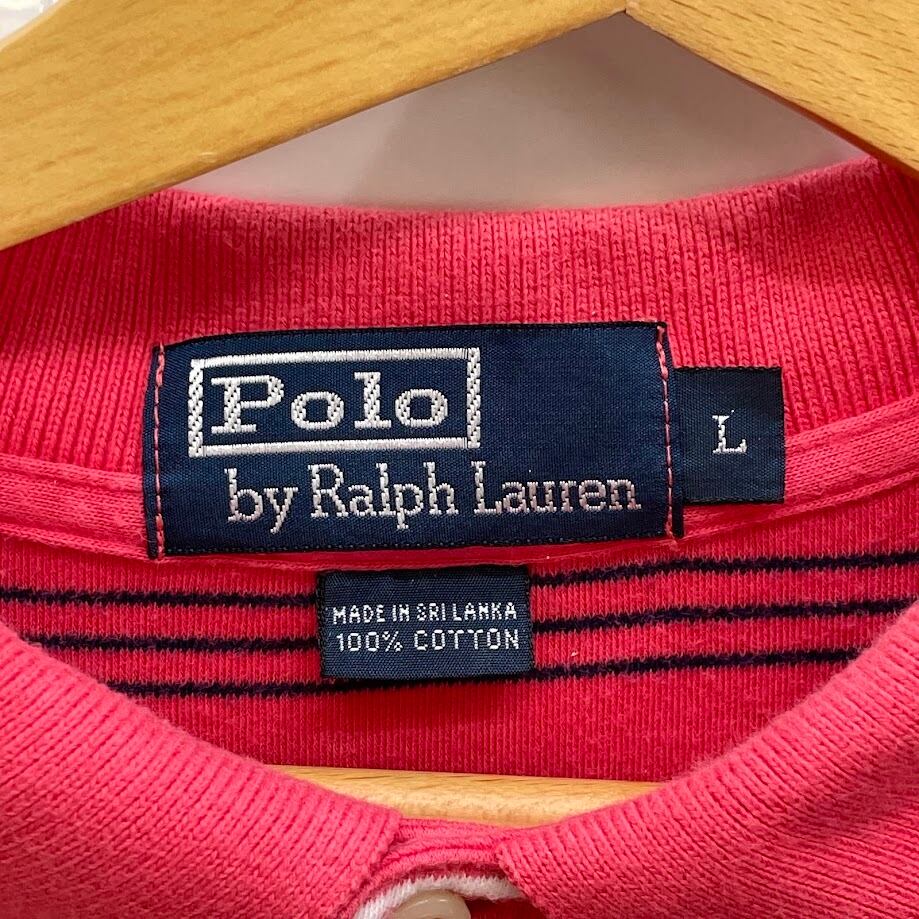 Polo
by Ralph Lauren
L
MADE IN SRI LANKA
100% COTTON